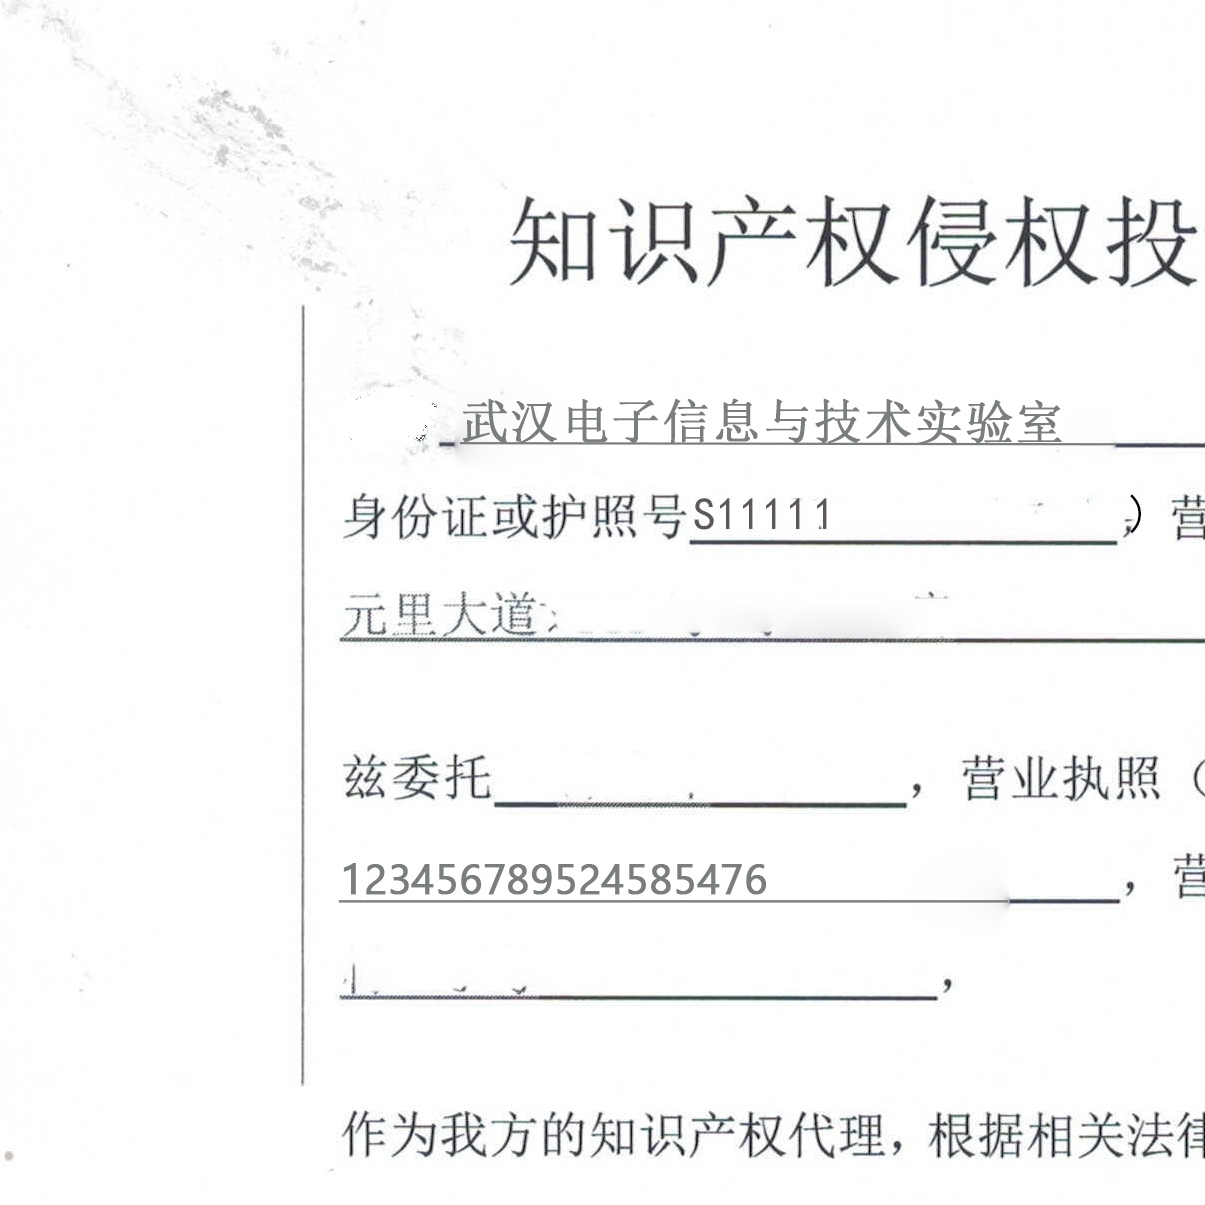 知识产权侵权投
武汉电子信息与技术实验室
身份证或护照号S11111） 营
元里大道
兹委托，营业执照（
123456789524585476，营
，
作为我方的知识产权代理，根据相关法律